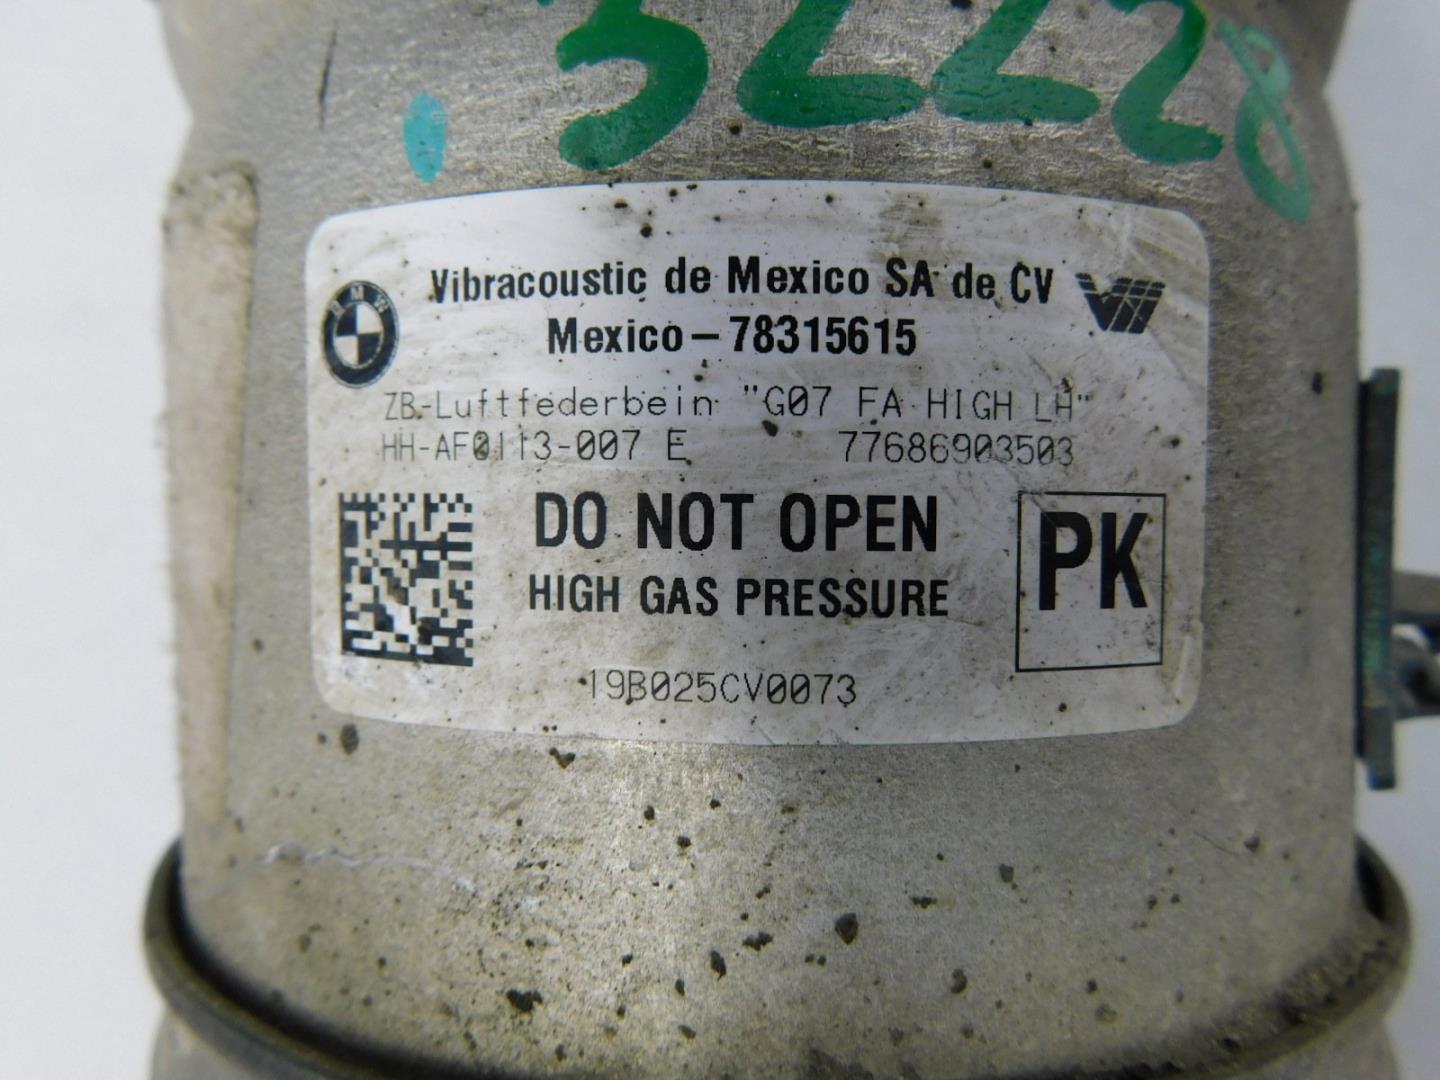 32228
BMW
Vibracoustic de Mexico SA de CV
Mexico - 78315615
ZB.-Luftfederbein "G07 FA HIGH LH"
HH-AF0113-007 E 77686903503
DO NOT OPEN
HIGH GAS PRESSURE
PK
19B025CV0073